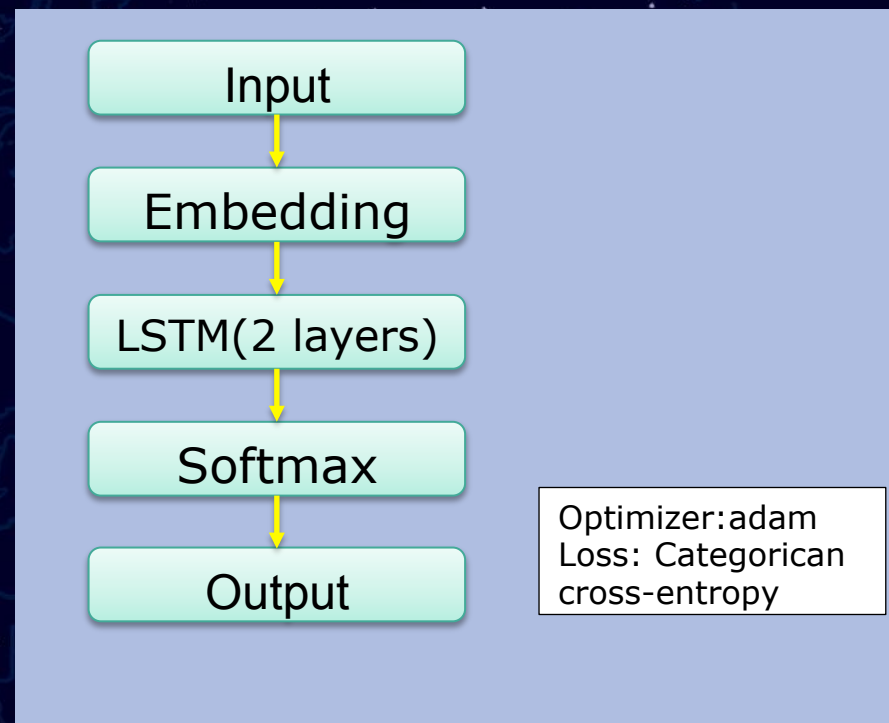 Input
Embedding
LSTM(2 layers)
Softmax
Output
Optimizer:adam
Loss: Categorican
cross-entropy